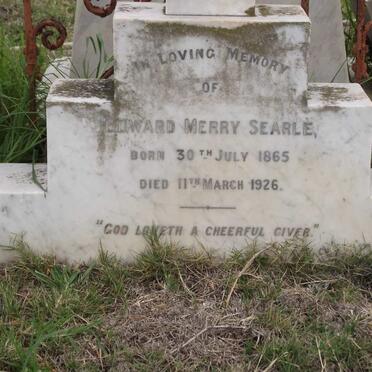 IN LOVING MEMORY
OF
EDWARD MERRY SEARLE,
BORN 30TH JULY 1865
DIED 11TH MARCH 1926.
"GOD LOVETH A CHEERFUL GIVER"